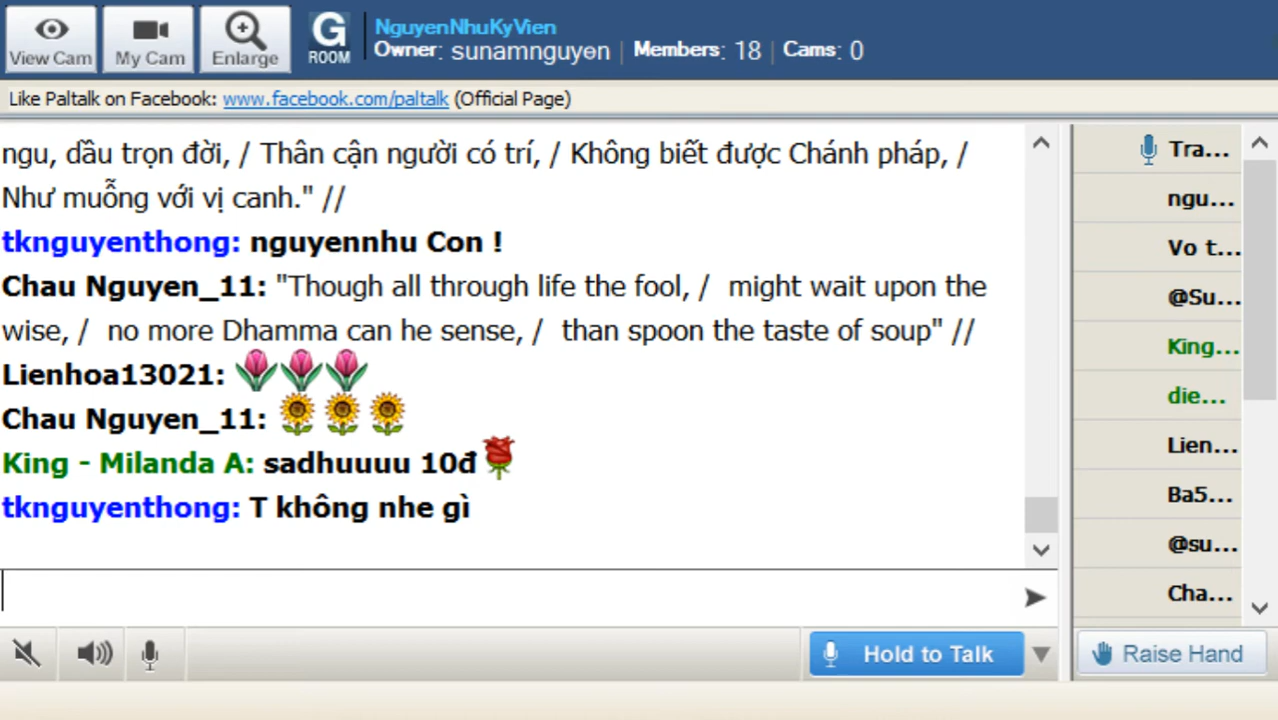 View Cam
My Cam
Enlarge
G
ROOM
NguyenNhuKyVien
Owner: sunamnguyen | Members: 18 | Cams: 0
Like Paltalk on Facebook: www.facebook.com/paltalk (Official Page)
ngu, dầu trọn đời, / Thân cận người có trí, / Không biết được Chánh pháp, /
Như muỗng với vị canh." //
tknguyenthong: nguyennhu Con !
Chau Nguyen_11: "Though all through life the fool, / might wait upon the
wise, / no more Dhamma can he sense, / than spoon the taste of soup" //
Lienhoa13021:
Chau Nguyen_11:
King - Milanda A: sadhuuuu 10đ
tknguyenthong: T không nhe gì
Tra...
ngu...
Vo t...
@Su...
King...
die...
Lien...
Ba5...
@su...
Cha...
Hold to Talk
Raise Hand